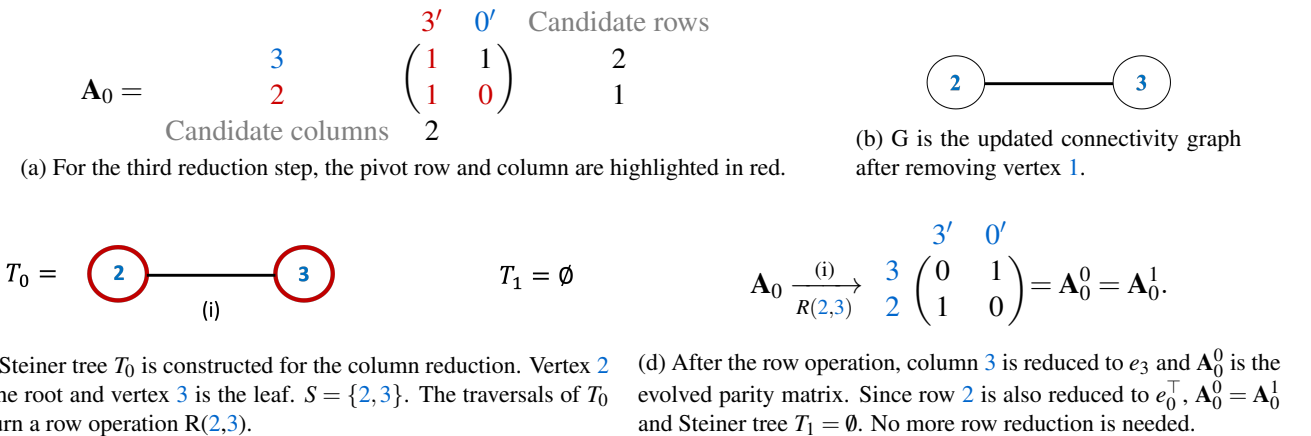 3′ 0′ Candidate rows
3 1 1 2
A₀ =
2 1 0 1
Candidate columns 2
(a) For the third reduction step, the pivot row and column are highlighted in red.
2 3
(b) G is the updated connectivity graph
after removing vertex 1.
T₀ = 2 3 T₁ = ∅
(i)
Steiner tree T₀ is constructed for the column reduction. Vertex 2
he root and vertex 3 is the leaf. S = {2,3}. The traversals of T₀
urn a row operation R(2,3).
3′ 0′
A₀ (i) 3 0 1 = A₀⁰ = A₀¹.
R(2,3) 2 1 0
(d) After the row operation, column 3 is reduced to e₃ and A₀⁰ is the
evolved parity matrix. Since row 2 is also reduced to e₀⊤, A₀⁰ = A₀¹
and Steiner tree T₁ = ∅. No more row reduction is needed.